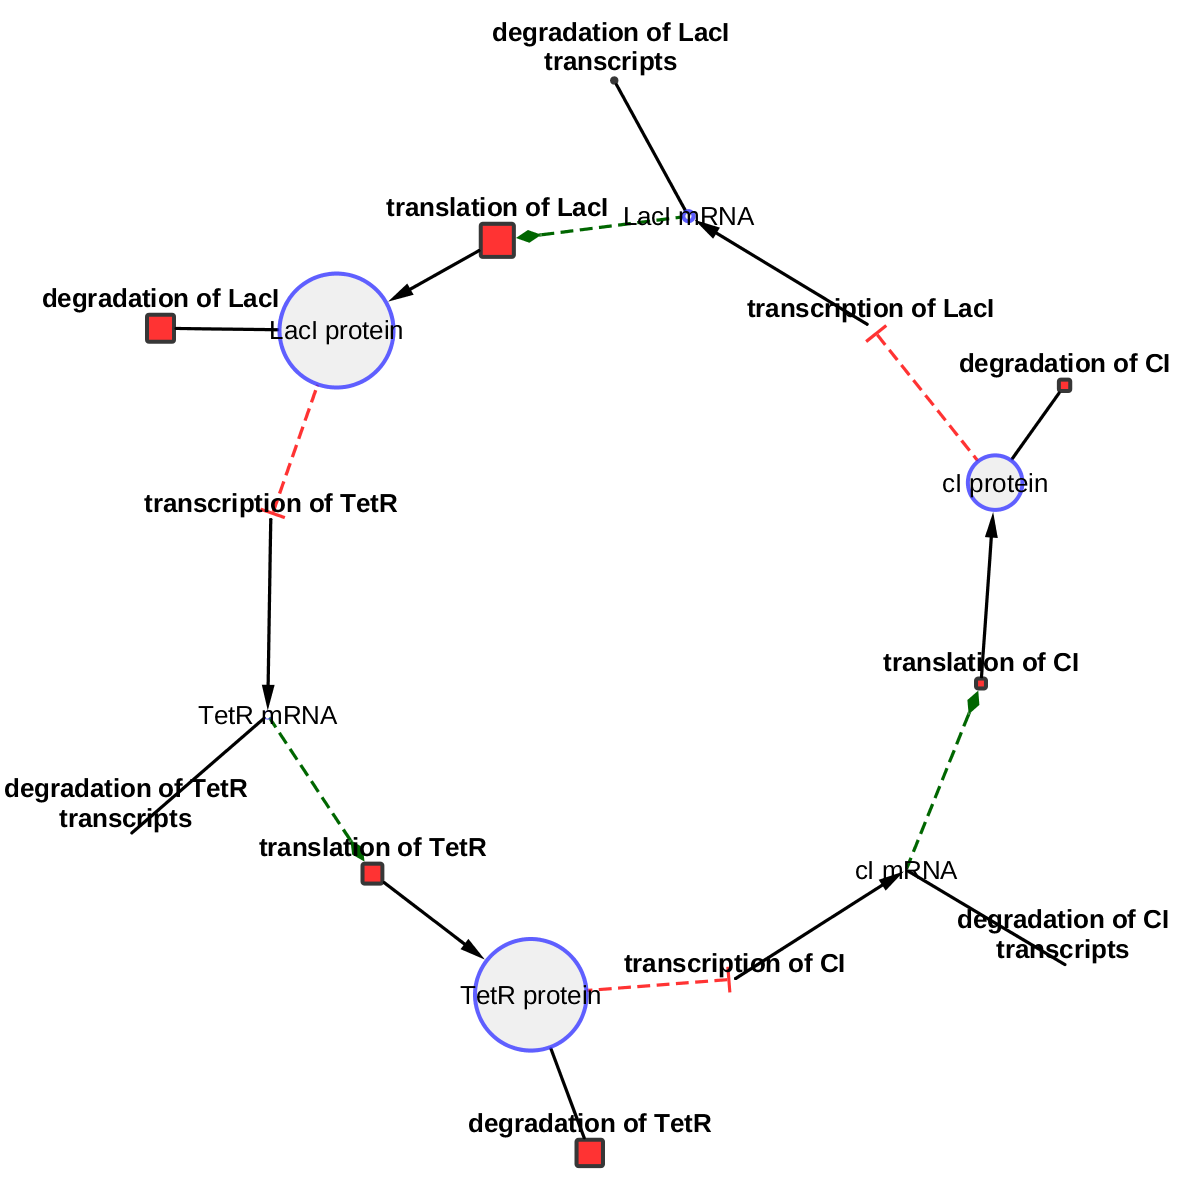 degradation of LacI
transcripts
translation of LacI
LacI mRNA
degradation of LacI
transcription of LacI
LacI protein
degradation of CI
cI protein
transcription of TetR
translation of CI
TetR mRNA
degradation of TetR
transcripts
translation of TetR
cI mRNA
degradation of CI
transcripts
transcription of CI
TetR protein
degradation of TetR